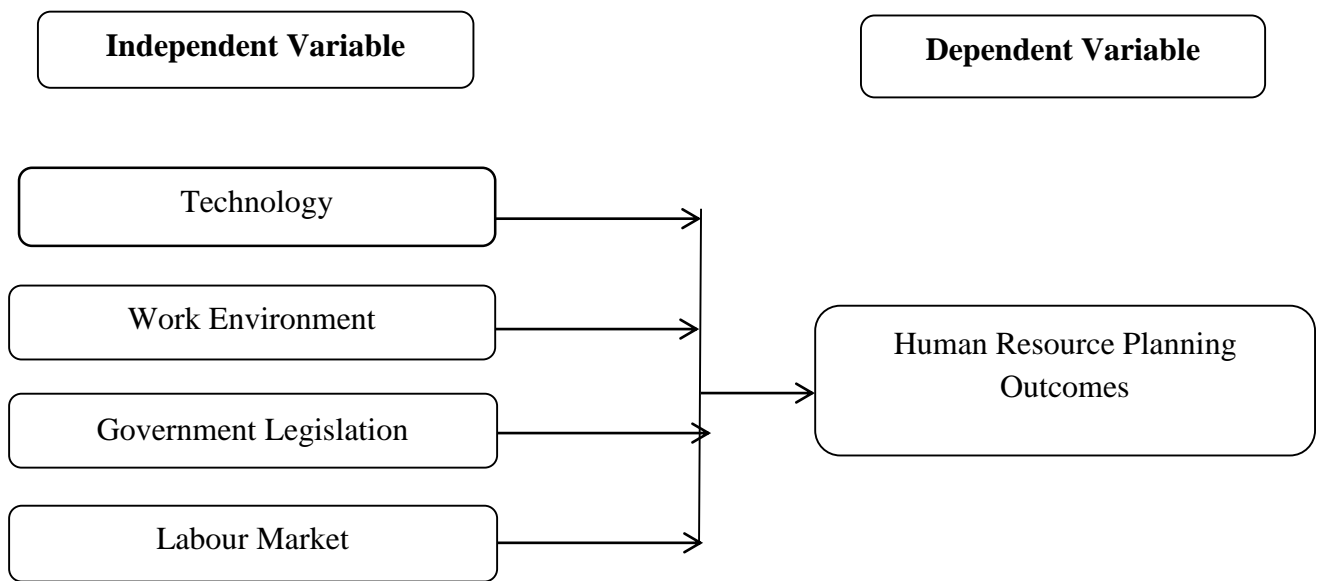 Independent Variable
Dependent Variable
Technology
Work Environment
Government Legislation
Labour Market
Human Resource Planning
Outcomes